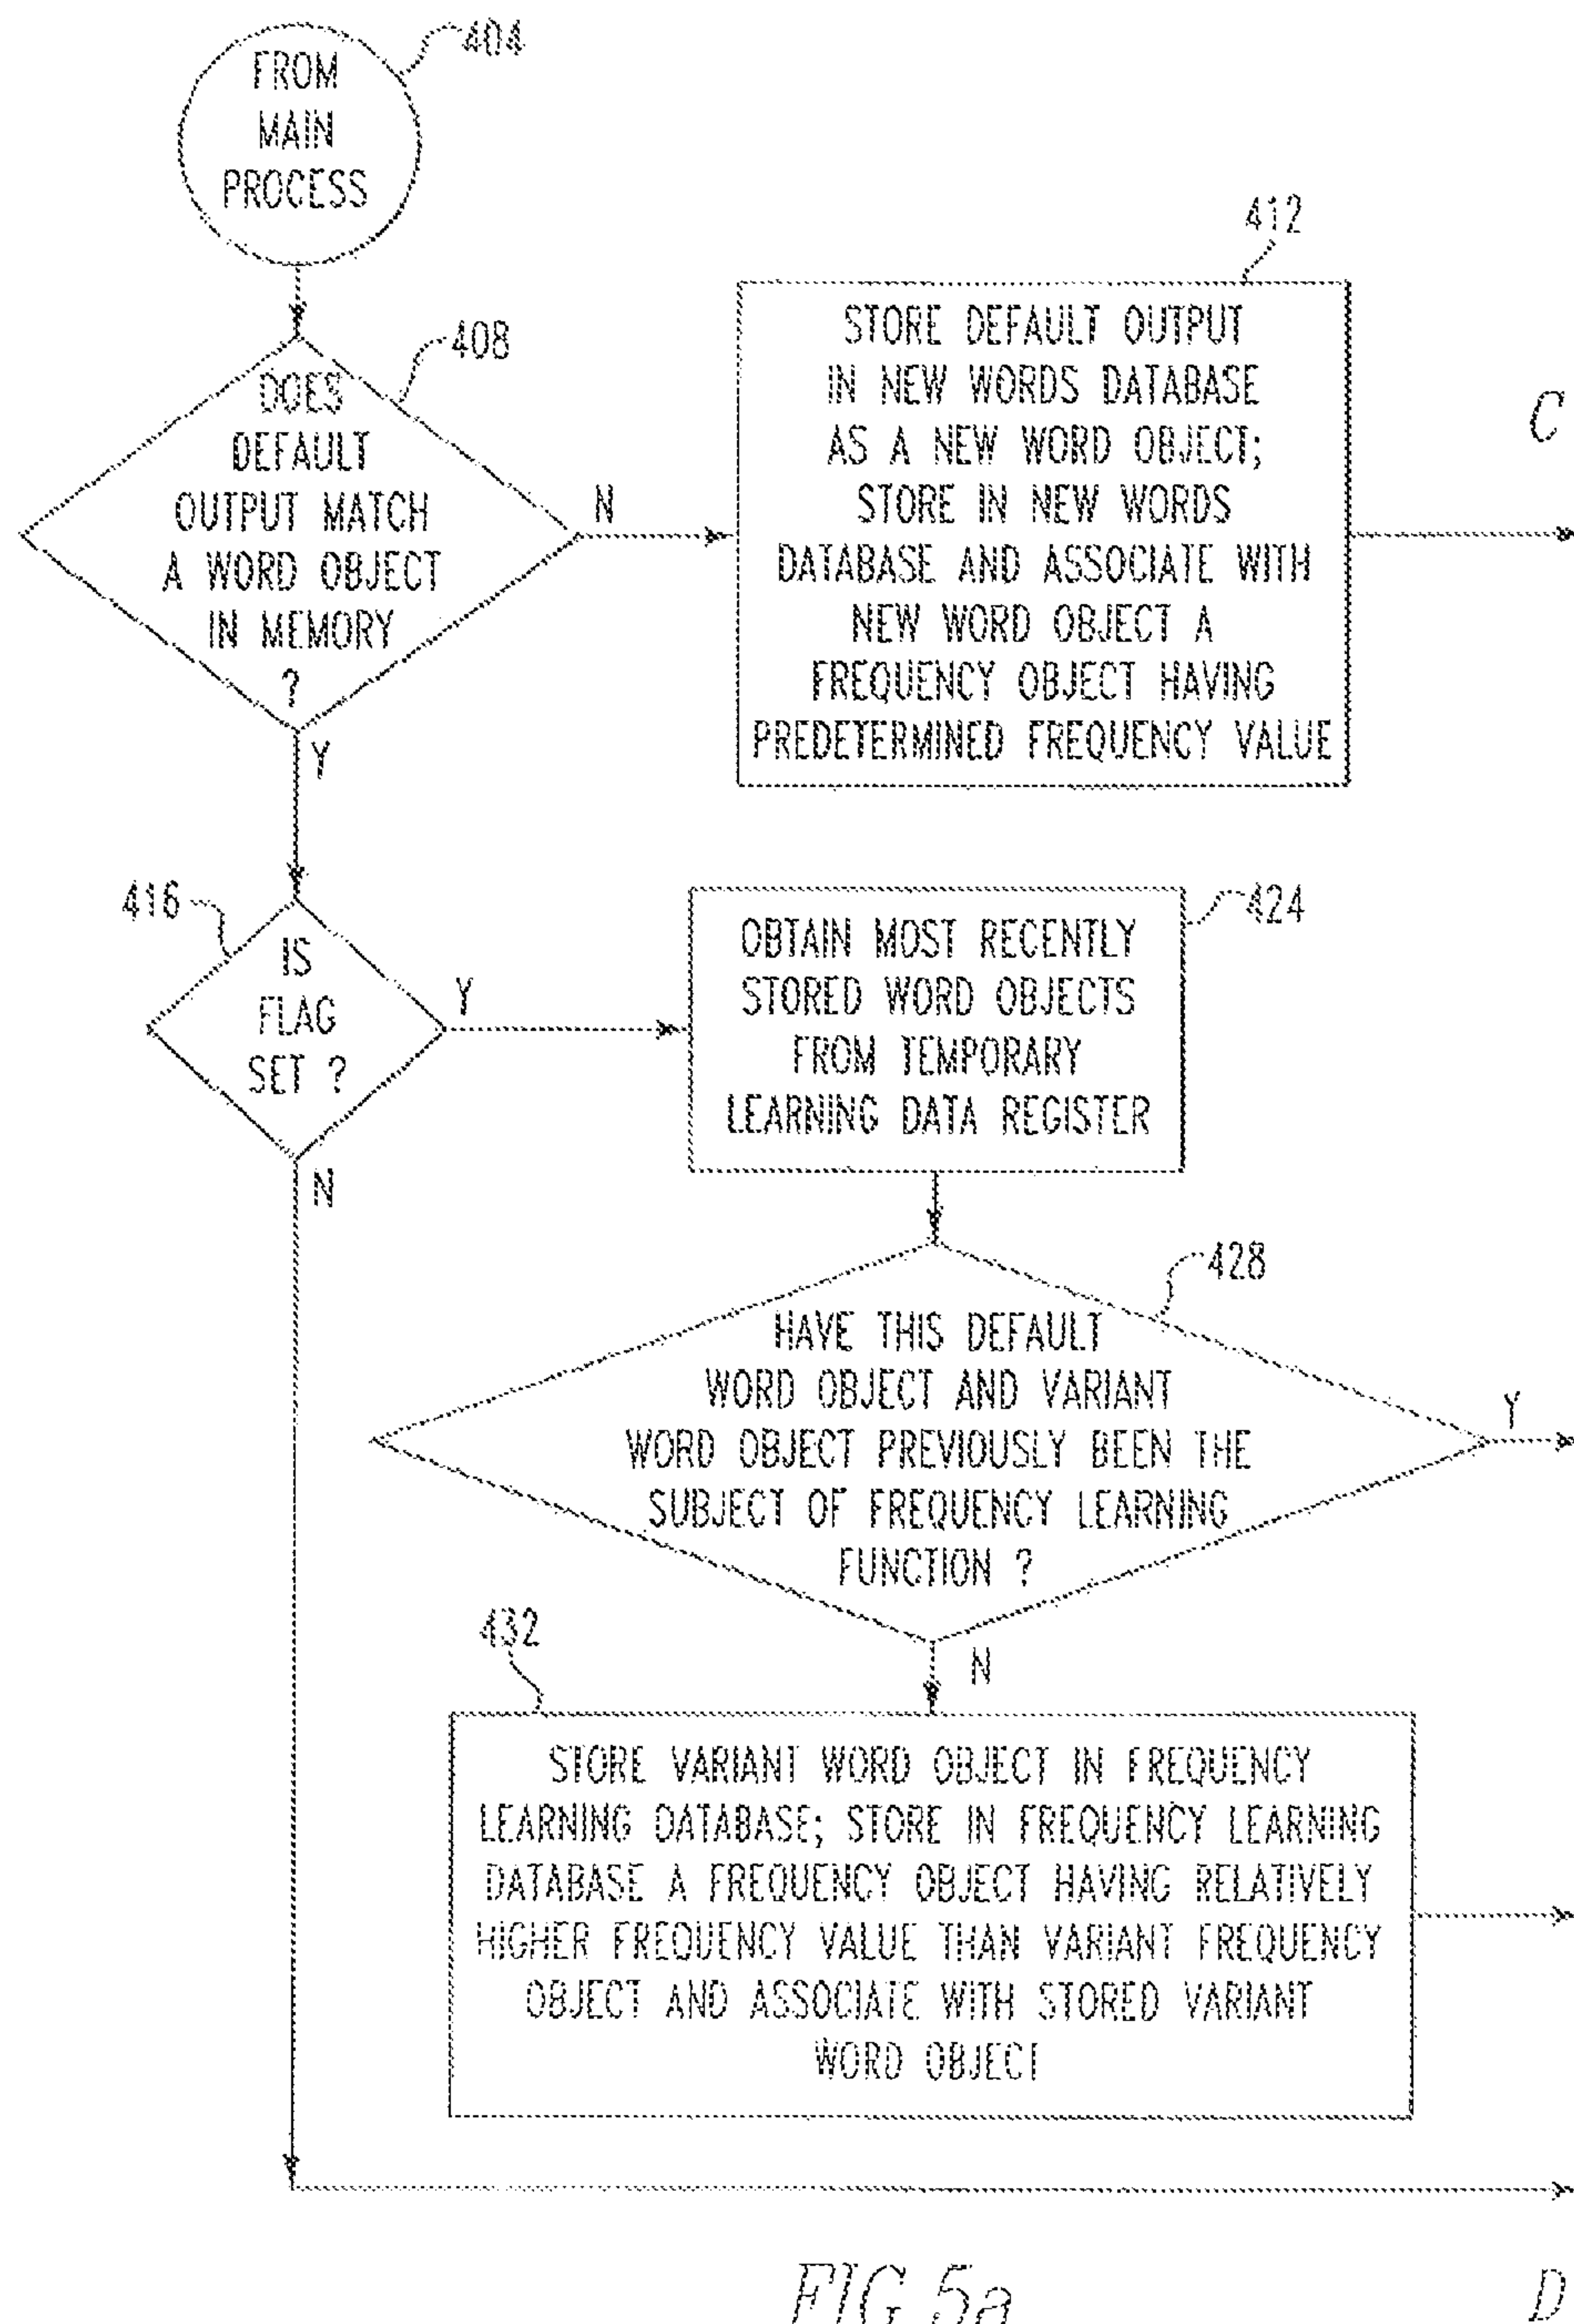 404
FROM
MAIN
PROCESS
408
DOES
DEFAULT
OUTPUT MATCH
A WORD OBJECT
IN MEMORY
?
N
Y
412
STORE DEFAULT OUTPUT
IN NEW WORDS DATABASE
AS A NEW WORD OBJECT;
STORE IN NEW WORDS
DATABASE AND ASSOCIATE WITH
NEW WORD OBJECT A
FREQUENCY OBJECT HAVING
PREDETERMINED FREQUENCY VALUE
C
416
IS
FLAG
SET ?
Y
N
424
OBTAIN MOST RECENTLY
STORED WORD OBJECTS
FROM TEMPORARY
LEARNING DATA REGISTER
428
HAVE THIS DEFAULT
WORD OBJECT AND VARIANT
WORD OBJECT PREVIOUSLY BEEN THE
SUBJECT OF FREQUENCY LEARNING
FUNCTION ?
Y
N
432
STORE VARIANT WORD OBJECT IN FREQUENCY
LEARNING DATABASE; STORE IN FREQUENCY LEARNING
DATABASE A FREQUENCY OBJECT HAVING RELATIVELY
HIGHER FREQUENCY VALUE THAN VARIANT FREQUENCY
OBJECT AND ASSOCIATE WITH STORED VARIANT
WORD OBJECT
FIG.5a
D